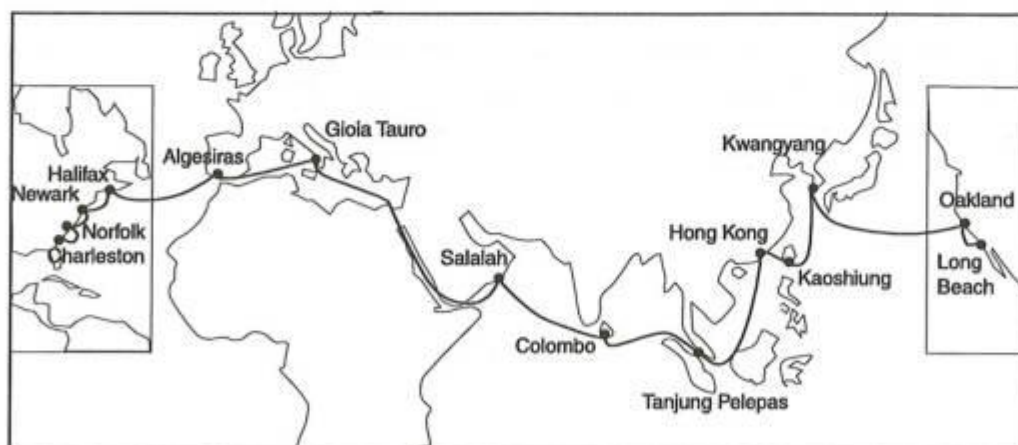 Gioia Tauro
Algesiras
Kwangyang
Halifax
Newark
Oakland
Norfolk
Hong Kong
Charleston
Salalah
Kaoshiung
Long
Beach
Colombo
Tanjung Pelepas